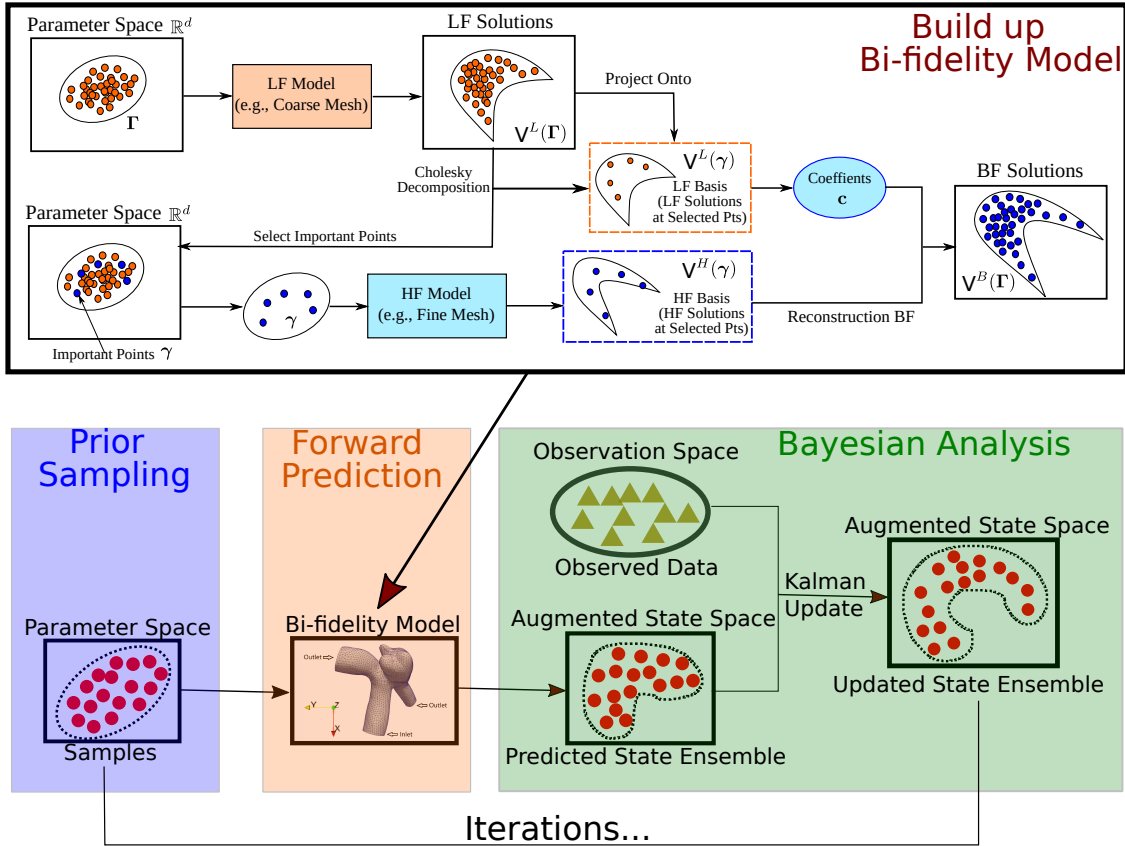 Parameter Space ℝ^d
LF Solutions
Build up
Bi-fidelity Model
LF Model
(e.g., Coarse Mesh)
Γ
V^L(Γ)
Project Onto
Cholesky
Decomposition
V^L(γ)
LF Basis
(LF Solutions
at Selected Pts)
Coeffients
c
BF Solutions
V^B(Γ)
Parameter Space ℝ^d
Select Important Points
γ
HF Model
(e.g., Fine Mesh)
V^H(γ)
HF Basis
(HF Solutions
at Selected Pts)
Reconstruction BF
Important Points γ
Prior
Sampling
Forward
Prediction
Bayesian Analysis
Observation Space
Observed Data
Augmented State Space
Kalman
Update
Updated State Ensemble
Parameter Space
Samples
Bi-fidelity Model
Outlet
Outlet
Inlet
Y
Z
X
Augmented State Space
Predicted State Ensemble
Iterations...